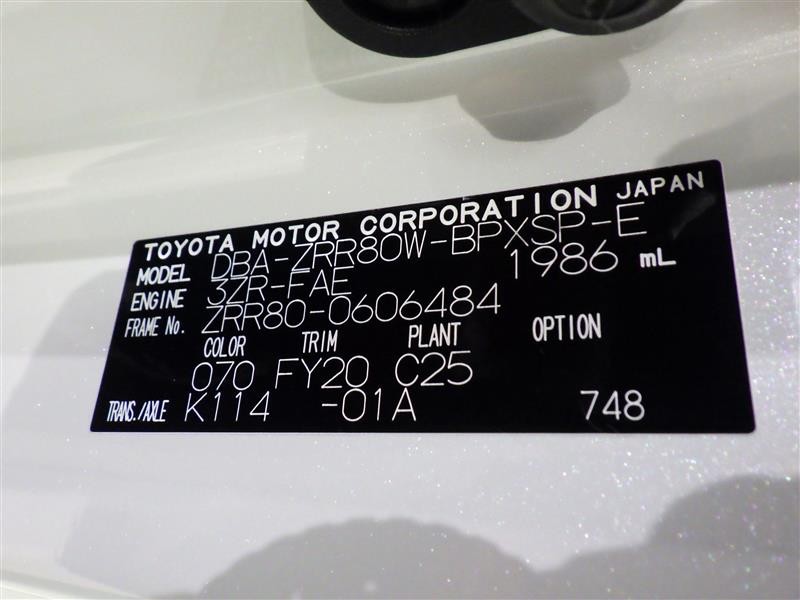 TOYOTA MOTOR CORPORATION JAPAN
MODEL DBA-ZRR80W-BPXSP-E
ENGINE 3ZR-FAE 1986 mL
FRAME No. ZRR80-0606484
COLOR TRIM PLANT OPTION
070 FY20 C25
TRANS./AXLE K114 -01A 748